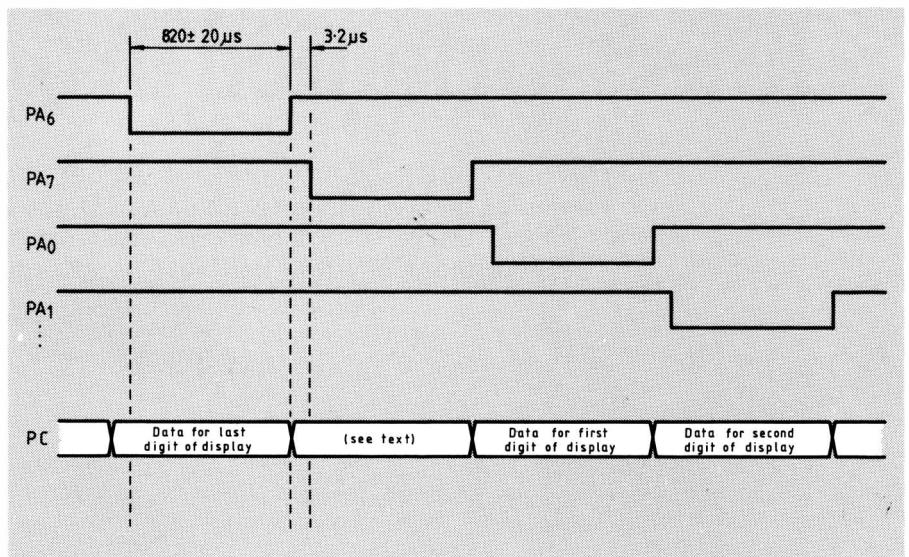 820± 20µs
3·2µs
PA6
PA7
PA0
PA1
PC
Data for last
digit of display
(see text)
Data for first
digit of display
Data for second
digit of display